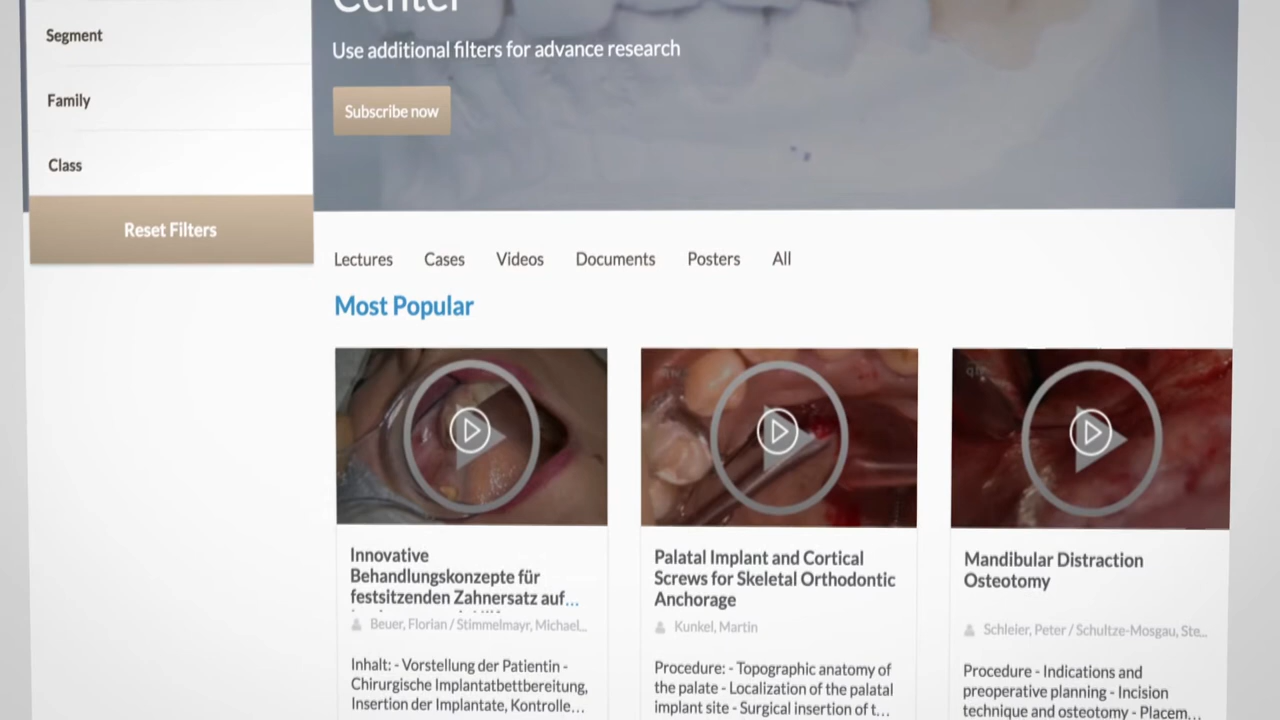 Center
Segment
Use additional filters for advance research
Family
Subscribe now
Class
Reset Filters
Lectures Cases Videos Documents Posters All
Most Popular
Innovative
Behandlungskonzepte für
festsitzenden Zahnersatz auf...
Beuer, Florian / Stimmelmayr, Michael...
Inhalt: - Vorstellung der Patientin -
Chirurgische Implantatbettbereitung,
Insertion der Implantate, Kontrolle...
Palatal Implant and Cortical
Screws for Skeletal Orthodontic
Anchorage
Kunkel, Martin
Procedure: - Topographic anatomy of
the palate - Localization of the palatal
implant site - Surgical insertion of t...
Mandibular Distraction
Osteotomy
Schleier, Peter / Schultze-Mosgau, Ste...
Procedure - Indications and
preoperative planning - Incision
technique and osteotomy - Placem...